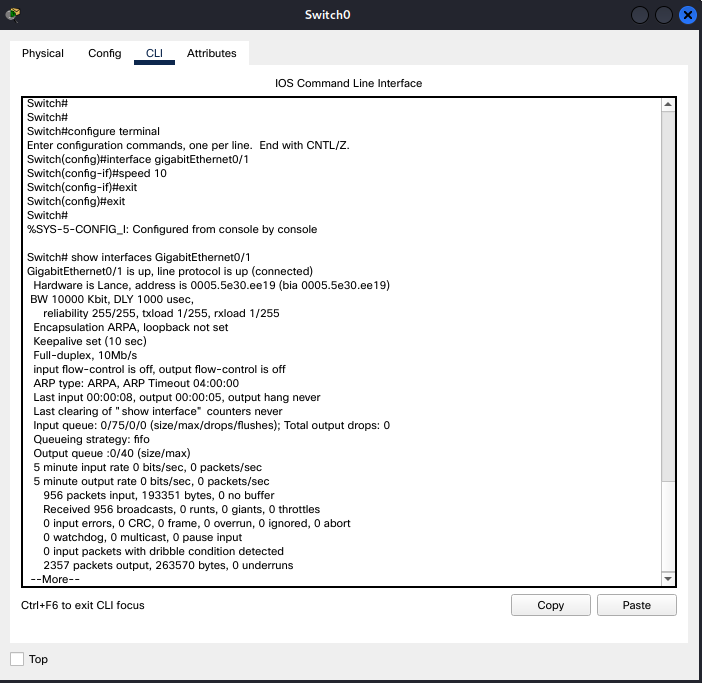 Switch0
Physical Config CLI Attributes
IOS Command Line Interface
Switch#
Switch#
Switch#configure terminal
Enter configuration commands, one per line.  End with CNTL/Z.
Switch(config)#interface gigabitEthernet0/1
Switch(config-if)#speed 10
Switch(config-if)#exit
Switch(config)#exit
Switch#
%SYS-5-CONFIG_I: Configured from console by console

Switch# show interfaces GigabitEthernet0/1
GigabitEthernet0/1 is up, line protocol is up (connected)
  Hardware is Lance, address is 0005.5e30.ee19 (bia 0005.5e30.ee19)
 BW 10000 Kbit, DLY 1000 usec,
     reliability 255/255, txload 1/255, rxload 1/255
  Encapsulation ARPA, loopback not set
  Keepalive set (10 sec)
  Full-duplex, 10Mb/s
  input flow-control is off, output flow-control is off
  ARP type: ARPA, ARP Timeout 04:00:00
  Last input 00:00:08, output 00:00:05, output hang never
  Last clearing of "show interface" counters never
  Input queue: 0/75/0/0 (size/max/drops/flushes); Total output drops: 0
  Queueing strategy: fifo
  Output queue :0/40 (size/max)
  5 minute input rate 0 bits/sec, 0 packets/sec
  5 minute output rate 0 bits/sec, 0 packets/sec
     956 packets input, 193351 bytes, 0 no buffer
     Received 956 broadcasts, 0 runts, 0 giants, 0 throttles
     0 input errors, 0 CRC, 0 frame, 0 overrun, 0 ignored, 0 abort
     0 watchdog, 0 multicast, 0 pause input
     0 input packets with dribble condition detected
     2357 packets output, 263570 bytes, 0 underruns
 --More--
Ctrl+F6 to exit CLI focus
Copy Paste
Top